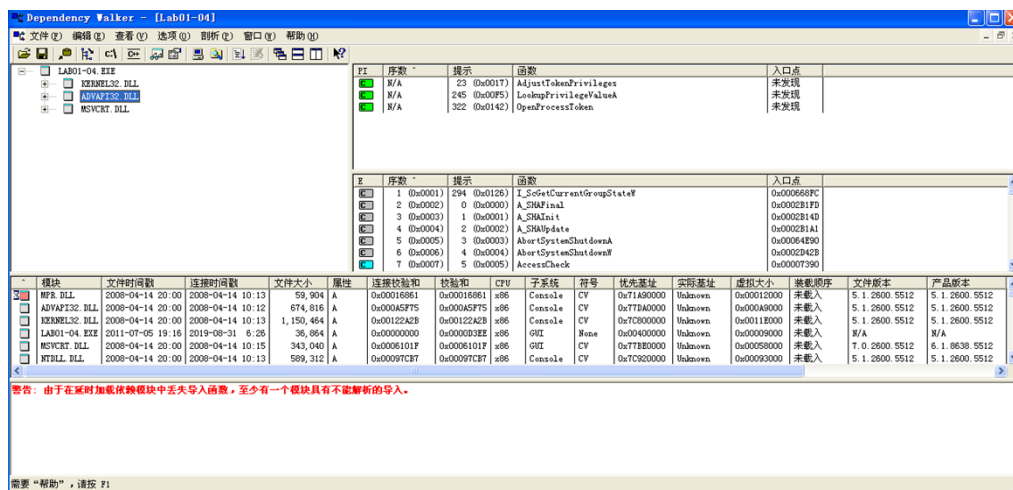 Dependency Walker - [Lab01-04]
文件(F) 编辑(E) 查看(V) 选项(O) 剖析(P) 窗口(W) 帮助(H)
LAB01-04.EXE
KERNEL32.DLL
ADVAPI32.DLL
MSVCRT.DLL
PI 序数 ^ 提示 函数 入口点
C N/A 23 (0x0017) AdjustTokenPrivileges 未发现
C N/A 245 (0x00F5) LookupPrivilegeValueA 未发现
C N/A 322 (0x0142) OpenProcessToken 未发现
E 序数 ^ 提示 函数 入口点
C 1 (0x0001) 294 (0x0126) I_ScGetCurrentGroupStateW 0x000668FC
C 2 (0x0002) 0 (0x0000) A_SHAFinal 0x0002B1FD
C 3 (0x0003) 1 (0x0001) A_SHAInit 0x0002B14D
C 4 (0x0004) 2 (0x0002) A_SHAUpdate 0x0002B1A1
C 5 (0x0005) 3 (0x0003) AbortSystemShutdownA 0x00064E90
C 6 (0x0006) 4 (0x0004) AbortSystemShutdownW 0x0002D42B
C 7 (0x0007) 5 (0x0005) AccessCheck 0x00007390
^ 模块 文件时间戳 连接时间戳 文件大小 属性 连接校验和 校验和 CPU 子系统 符号 优先基址 实际基址 虚拟大小 装载顺序 文件版本 产品版本
MPR.DLL 2008-04-14 20:00 2008-04-14 10:13 59,904 A 0x00016861 0x00016861 x86 Console CV 0x71A90000 Unknown 0x00012000 未载入 5.1.2600.5512 5.1.2600.5512
ADVAPI32.DLL 2008-04-14 20:00 2008-04-14 10:12 674,816 A 0x000A5F75 0x000A5F75 x86 Console CV 0x77DA0000 Unknown 0x000A9000 未载入 5.1.2600.5512 5.1.2600.5512
KERNEL32.DLL 2008-04-14 20:00 2008-04-14 10:13 1,150,464 A 0x00122A2B 0x00122A2B x86 Console CV 0x7C800000 Unknown 0x0011E000 未载入 5.1.2600.5512 5.1.2600.5512
LAB01-04.EXE 2011-07-05 19:16 2019-08-31 6:26 36,864 A 0x00000000 0x0000D3EE x86 GUI None 0x00400000 Unknown 0x00009000 未载入 N/A N/A
MSVCRT.DLL 2008-04-14 20:00 2008-04-14 10:15 343,040 A 0x0006101F 0x0006101F x86 GUI CV 0x77BE0000 Unknown 0x00058000 未载入 7.0.2600.5512 6.1.8638.5512
NTDLL.DLL 2008-04-14 20:00 2008-04-14 10:13 589,312 A 0x00097CB7 0x00097CB7 x86 Console CV 0x7C920000 Unknown 0x00093000 未载入 5.1.2600.5512 5.1.2600.5512
警告: 由于在延时加载依赖模块中丢失导入函数，至少有一个模块具有不能解析的导入。
需要“帮助”，请按 F1